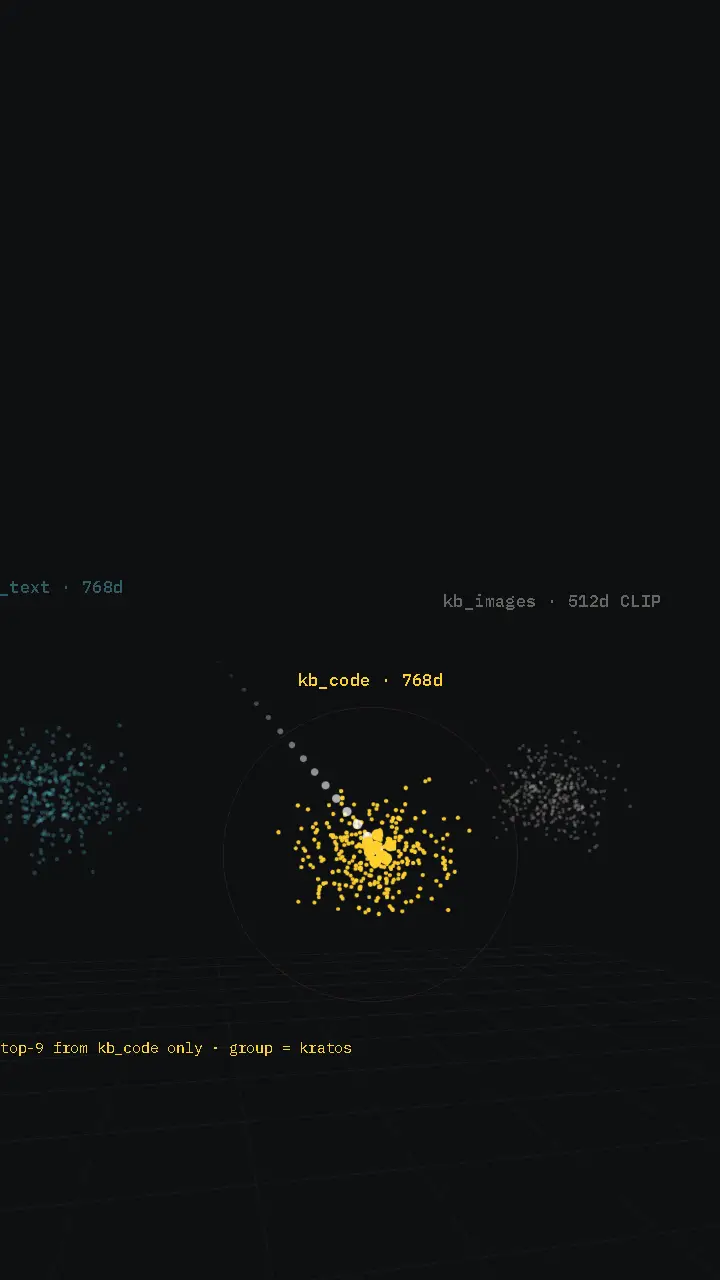 _text · 768d
kb_images · 512d CLIP
kb_code · 768d
top-9 from kb_code only · group = kratos